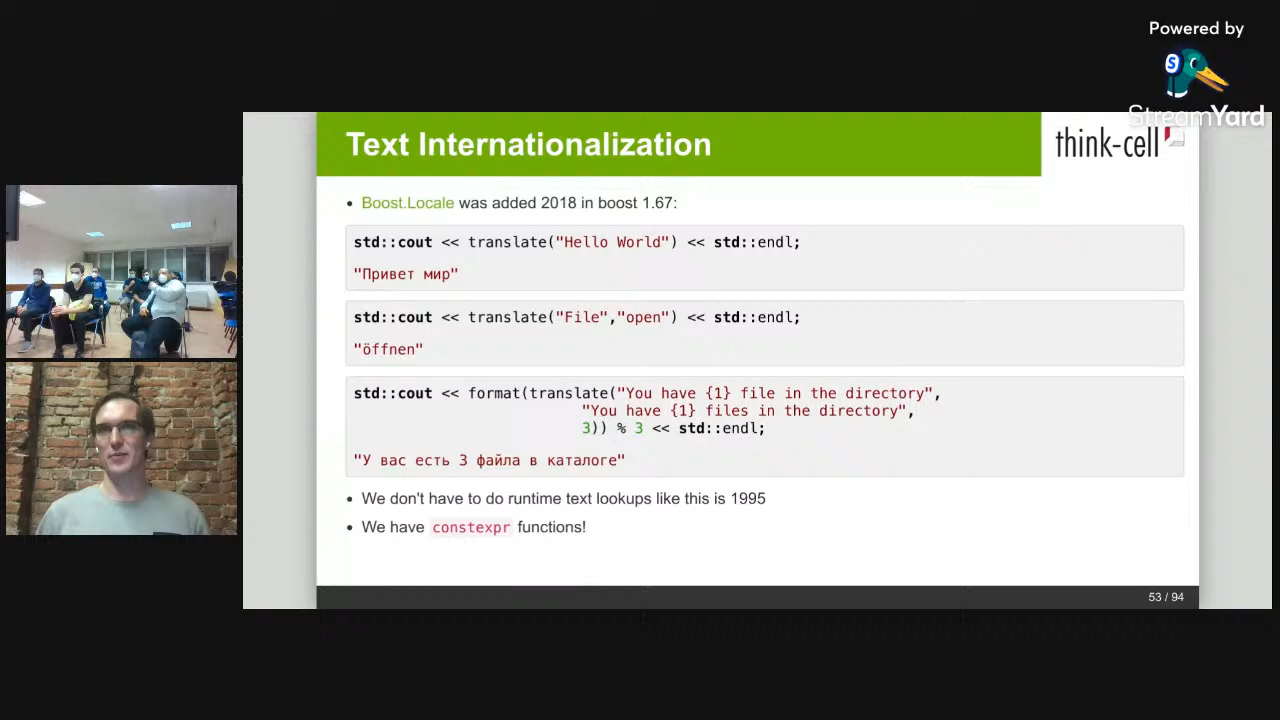 Powered by
StreamYard
Text Internationalization
think-cell
• Boost.Locale was added 2018 in boost 1.67:
std::cout << translate("Hello World") << std::endl;
"Привет мир"
std::cout << translate("File","open") << std::endl;
"öffnen"
std::cout << format(translate("You have {1} file in the directory",
"You have {1} files in the directory",
3)) % 3 << std::endl;
"У вас есть 3 файла в каталоге"
• We don't have to do runtime text lookups like this is 1995
• We have constexpr functions!
53 / 94